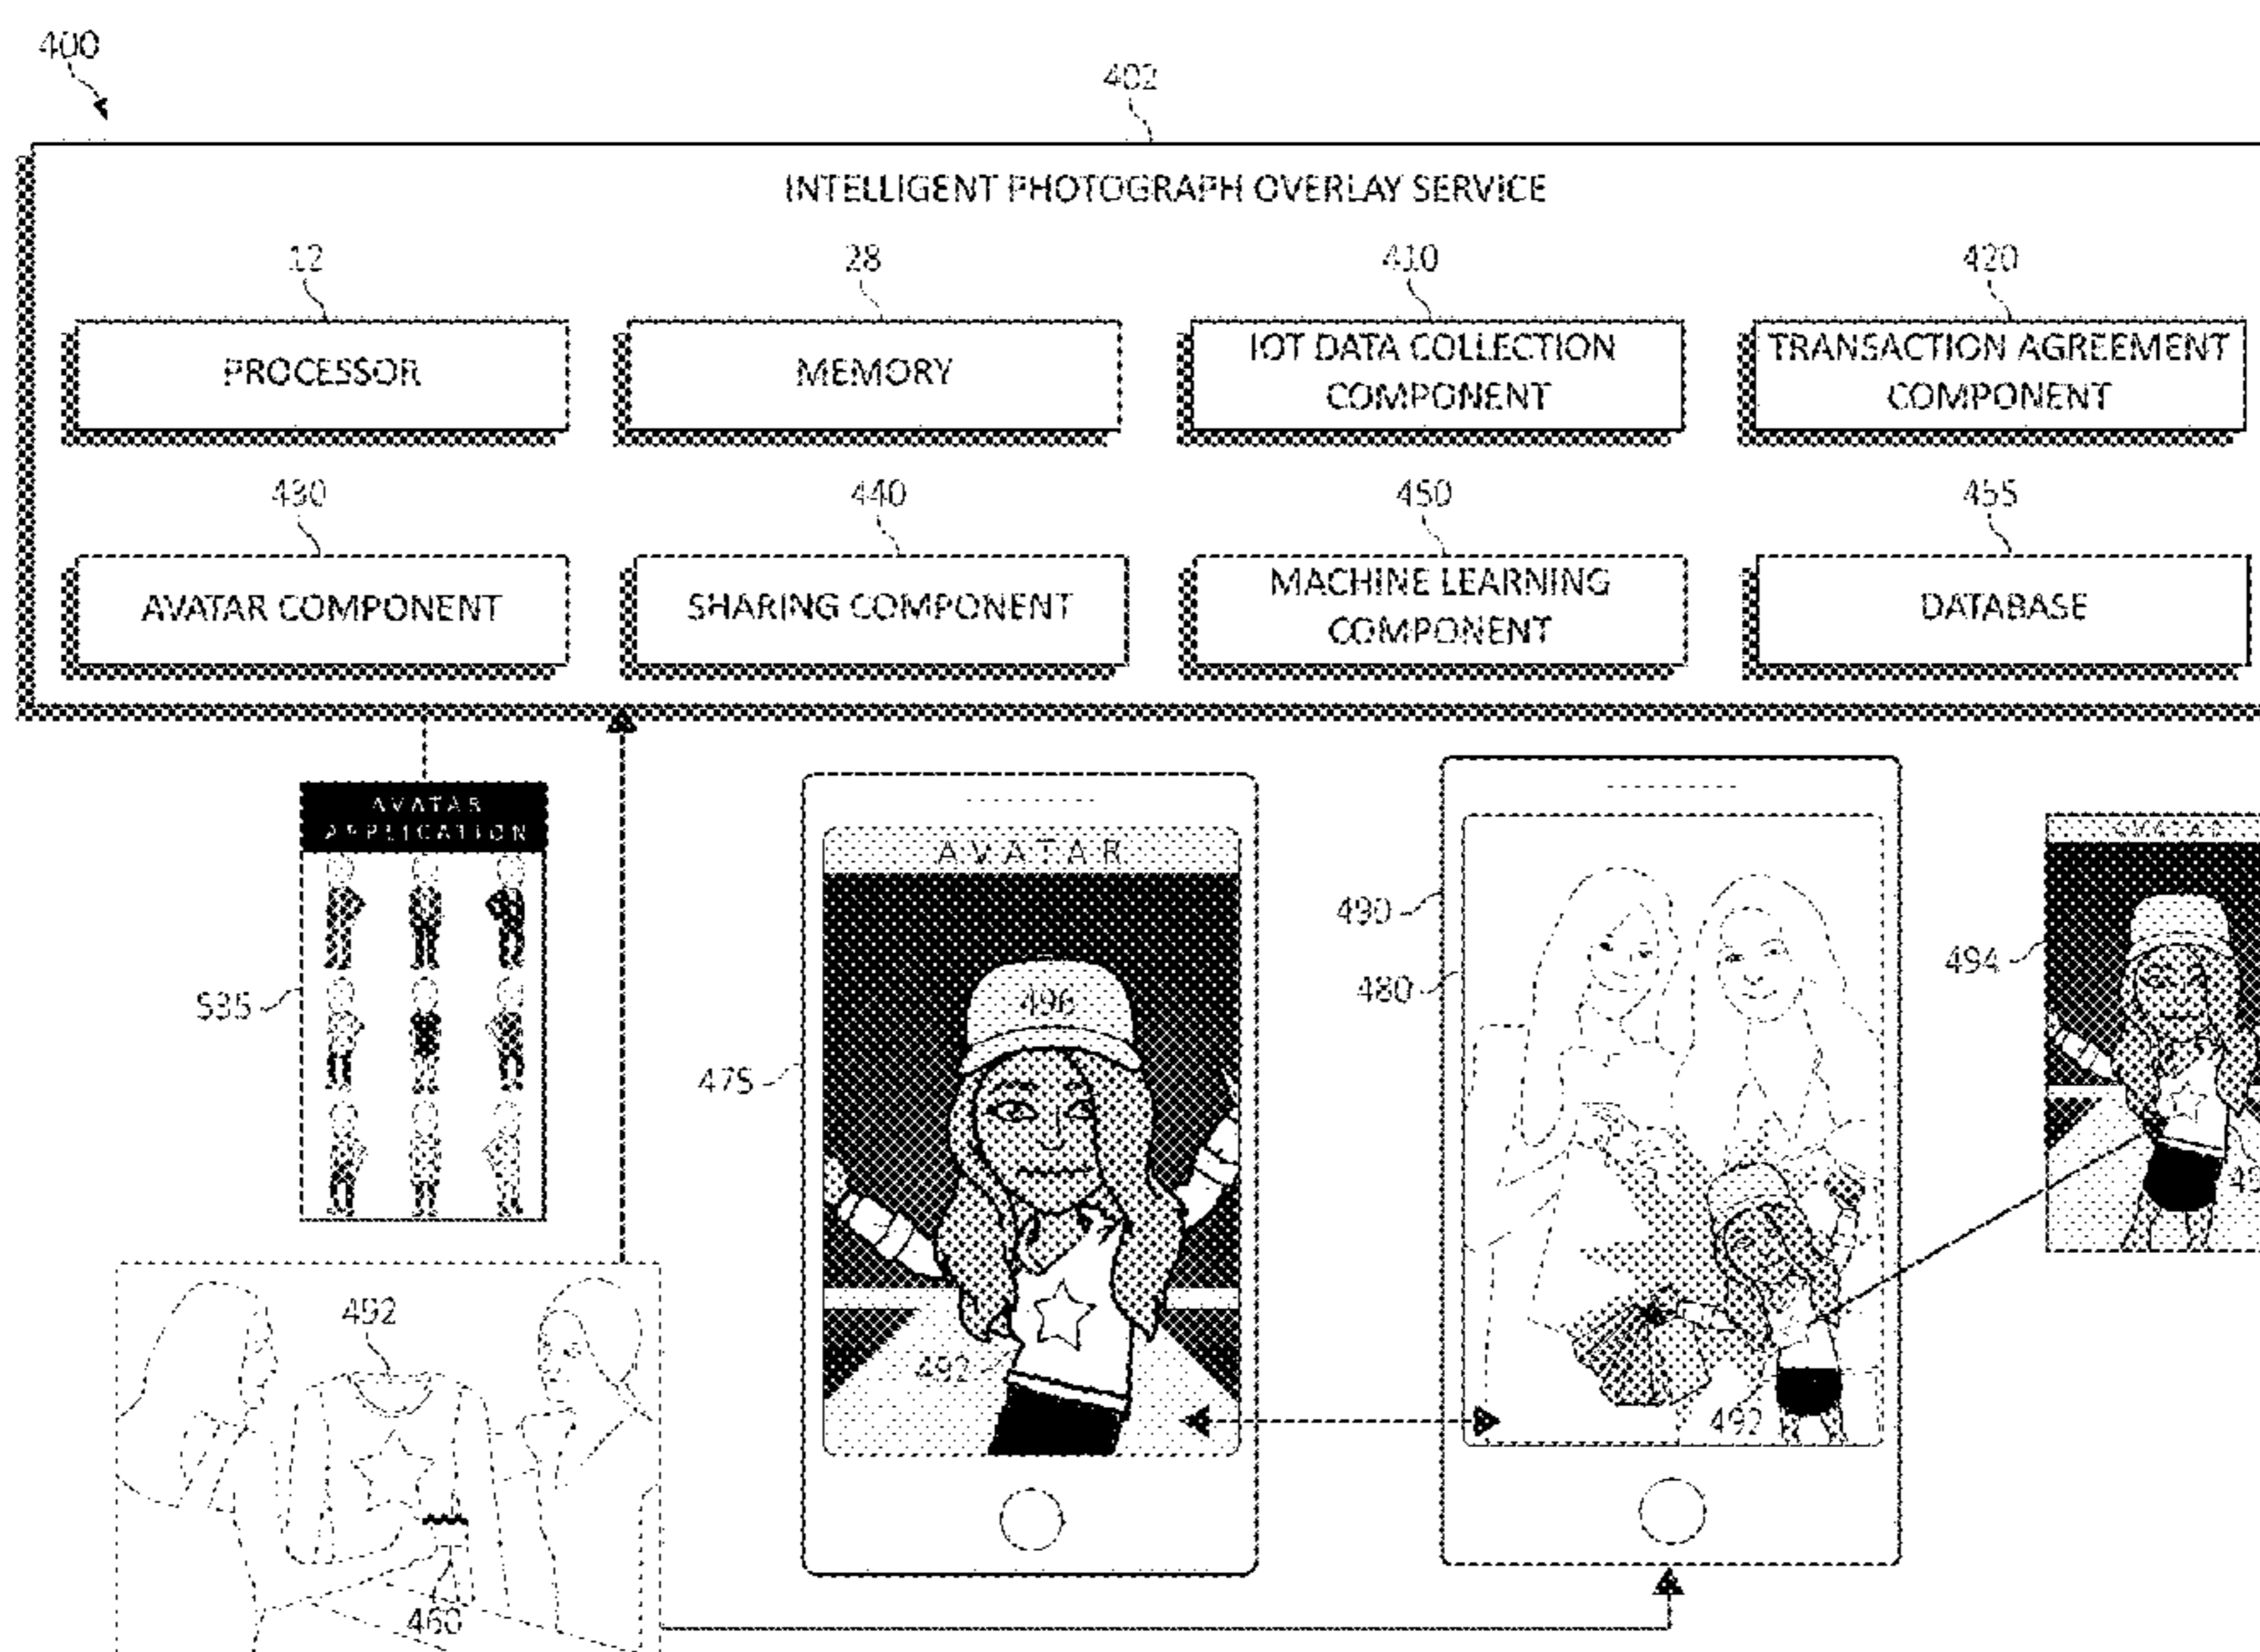 400
402
INTELLIGENT PHOTOGRAPH OVERLAY SERVICE
12
28
410
420
PROCESSOR
MEMORY
IOT DATA COLLECTION
COMPONENT
TRANSACTION AGREEMENT
COMPONENT
430
440
450
455
AVATAR COMPONENT
SHARING COMPONENT
MACHINE LEARNING
COMPONENT
DATABASE
AVATAR
APPLICATION
535
AVATAR
496
475
492
490
480
492
AVATAR
494
492
460